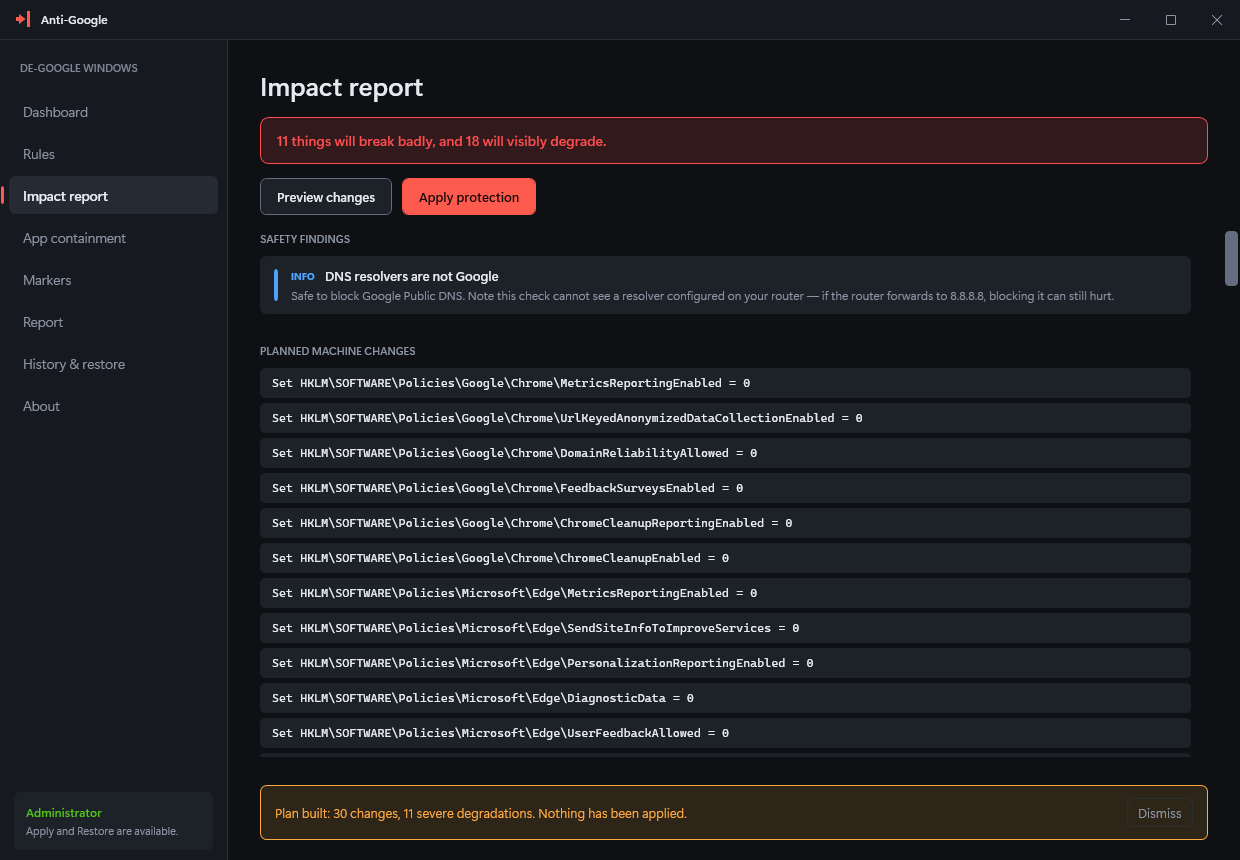 Anti-Google
DE-GOOGLE WINDOWS
Dashboard
Rules
Impact report
App containment
Markers
Report
History & restore
About
Administrator
Apply and Restore are available.
Impact report
11 things will break badly, and 18 will visibly degrade.
Preview changes
Apply protection
SAFETY FINDINGS
INFO DNS resolvers are not Google
Safe to block Google Public DNS. Note this check cannot see a resolver configured on your router — if the router forwards to 8.8.8.8, blocking it can still hurt.
PLANNED MACHINE CHANGES
Set HKLM\SOFTWARE\Policies\Google\Chrome\MetricsReportingEnabled = 0
Set HKLM\SOFTWARE\Policies\Google\Chrome\UrlKeyedAnonymizedDataCollectionEnabled = 0
Set HKLM\SOFTWARE\Policies\Google\Chrome\DomainReliabilityAllowed = 0
Set HKLM\SOFTWARE\Policies\Google\Chrome\FeedbackSurveysEnabled = 0
Set HKLM\SOFTWARE\Policies\Google\Chrome\ChromeCleanupReportingEnabled = 0
Set HKLM\SOFTWARE\Policies\Google\Chrome\ChromeCleanupEnabled = 0
Set HKLM\SOFTWARE\Policies\Microsoft\Edge\MetricsReportingEnabled = 0
Set HKLM\SOFTWARE\Policies\Microsoft\Edge\SendSiteInfoToImproveServices = 0
Set HKLM\SOFTWARE\Policies\Microsoft\Edge\PersonalizationReportingEnabled = 0
Set HKLM\SOFTWARE\Policies\Microsoft\Edge\DiagnosticData = 0
Set HKLM\SOFTWARE\Policies\Microsoft\Edge\UserFeedbackAllowed = 0
Plan built: 30 changes, 11 severe degradations. Nothing has been applied.
Dismiss